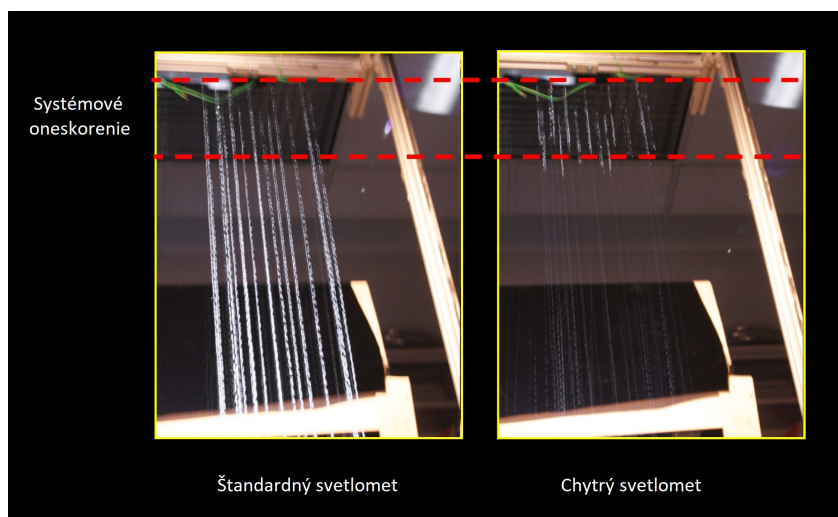 Systémové
oneskorenie
Štandardný svetlomet
Chytrý svetlomet